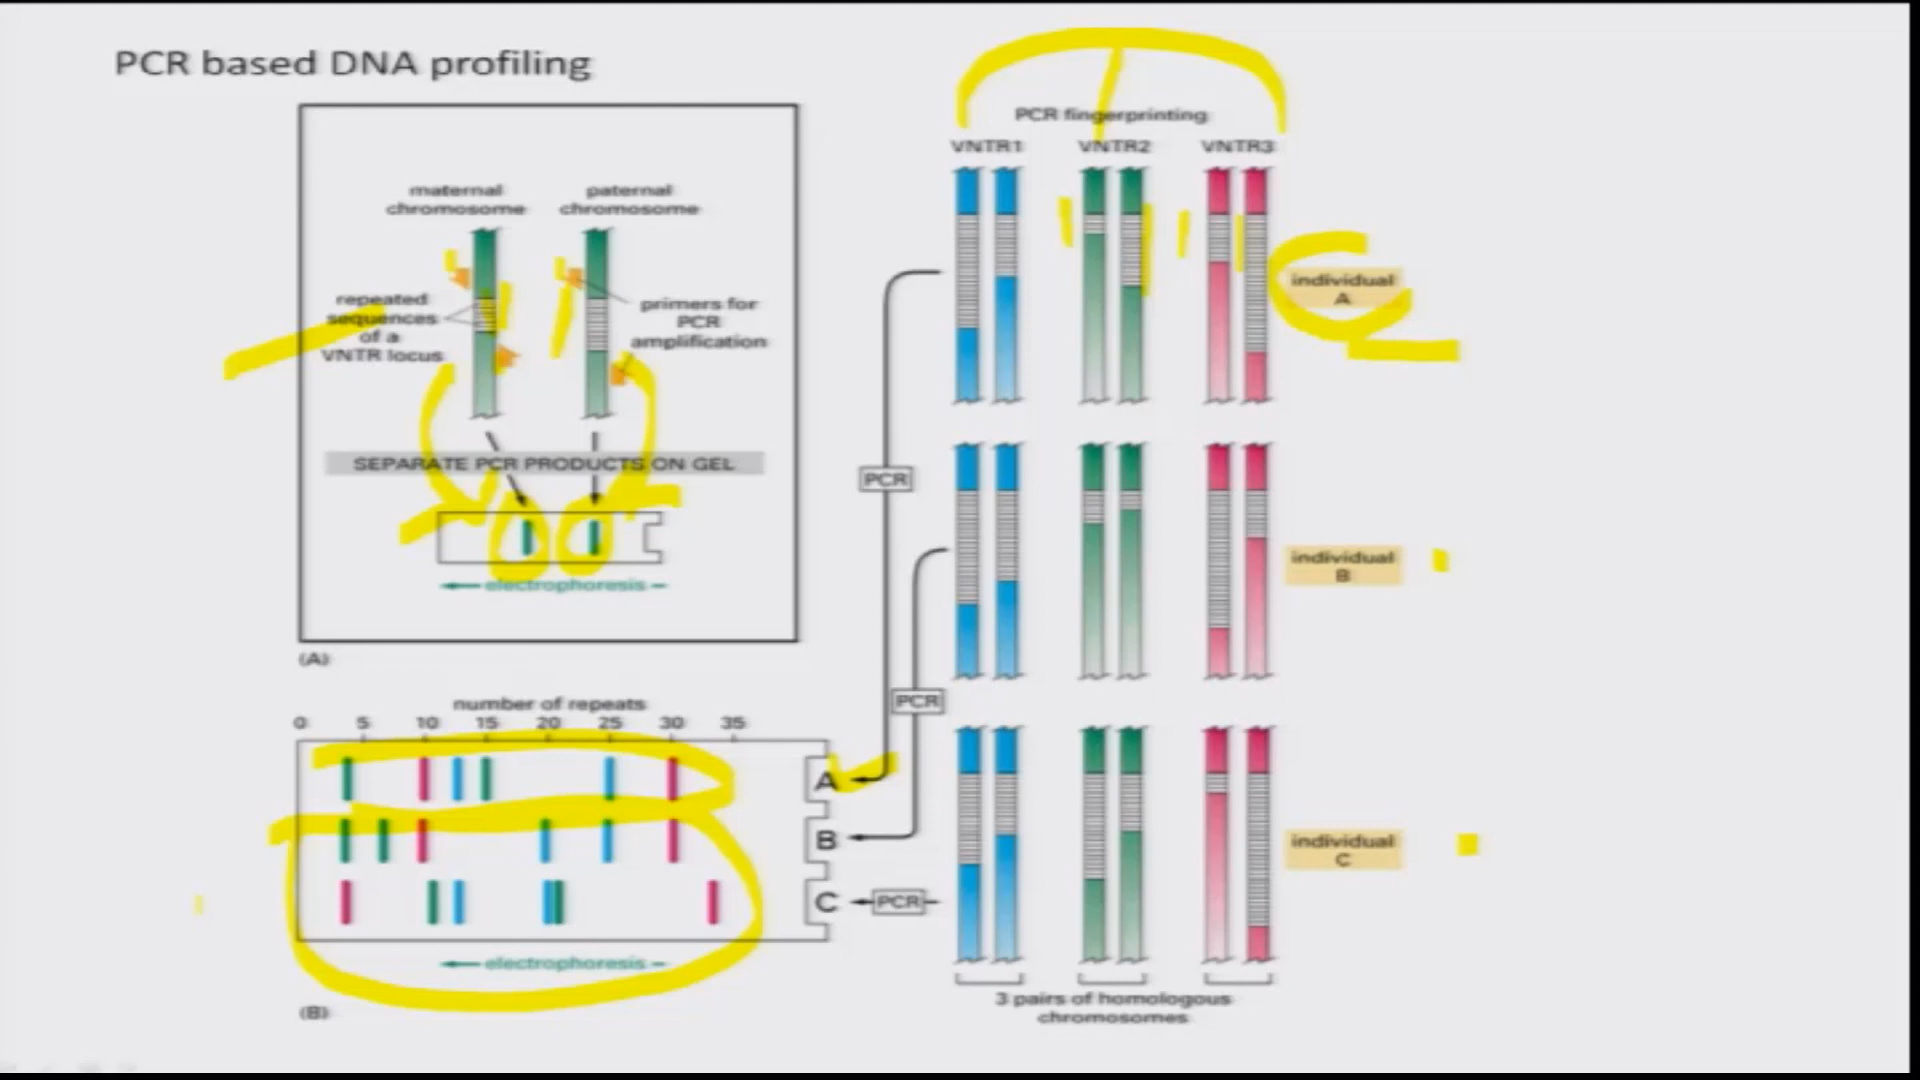 PCR based DNA profiling
maternal
chromosome
paternal
chromosome
repeated
sequences
of a
VNTR locus
primers for
PCR
amplification
SEPARATE PCR PRODUCTS ON GEL
electrophoresis
(A)
number of repeats
0 5 10 15 20 25 30 35
A
B
C
electrophoresis
(B)
PCR
PCR
PCR
PCR fingerprinting
VNTR1 VNTR2 VNTR3
individual
A
individual
B
individual
C
3 pairs of homologous
chromosomes